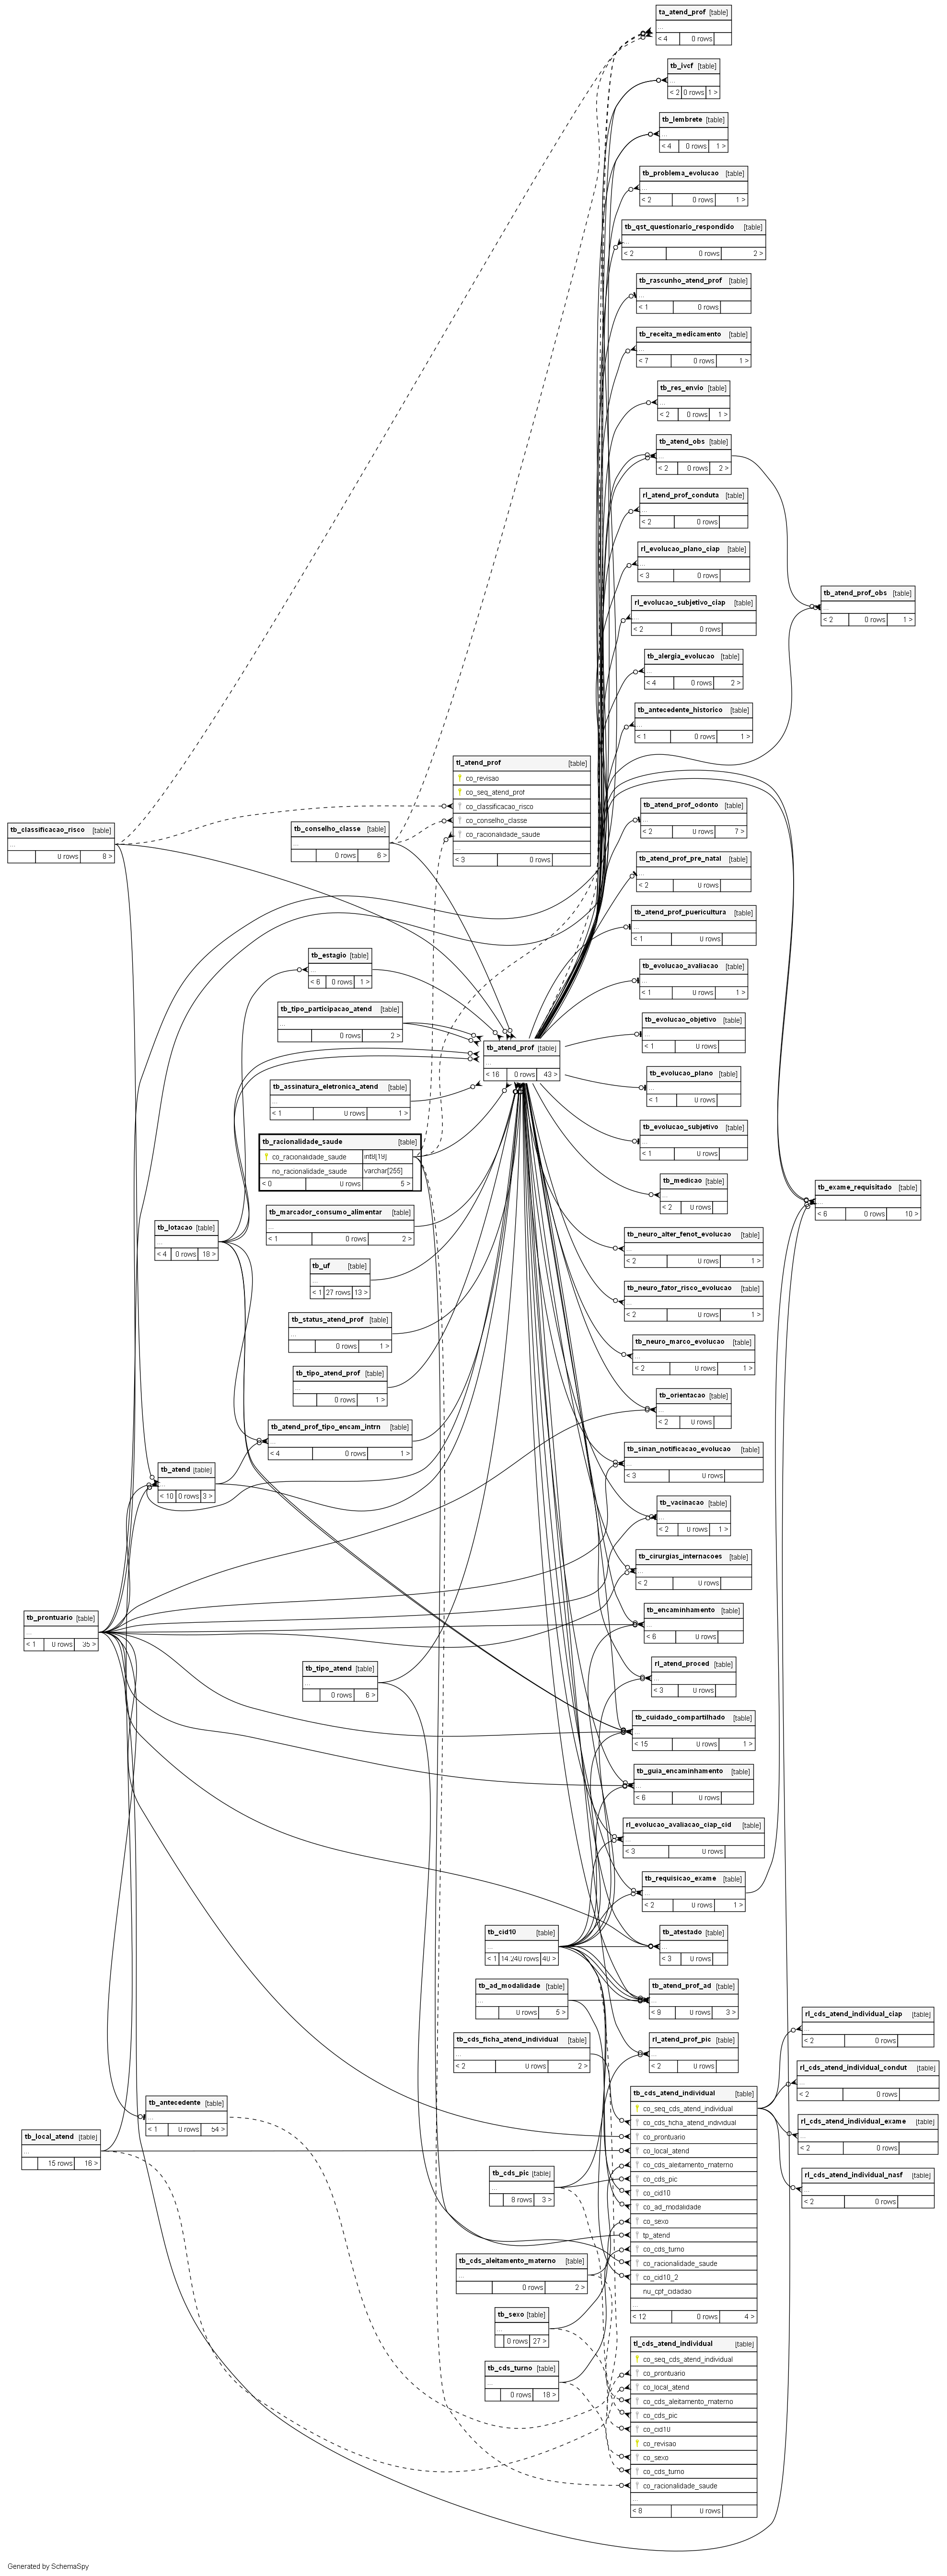 ta_atend_prof [table]
...
< 4 0 rows
tb_ivcf [table]
...
< 2 0 rows 1 >
tb_lembrete [table]
...
< 4 0 rows 1 >
tb_problema_evolucao [table]
...
< 2 0 rows 1 >
tb_qst_questionario_respondido [table]
...
< 2 0 rows 2 >
tb_rascunho_atend_prof [table]
...
< 1 0 rows
tb_receita_medicamento [table]
...
< 7 0 rows 1 >
tb_res_envio [table]
...
< 2 0 rows 1 >
tb_atend_obs [table]
...
< 2 0 rows 2 >
rl_atend_prof_conduta [table]
...
< 2 0 rows
rl_evolucao_plano_ciap [table]
...
< 3 0 rows
tb_atend_prof_obs [table]
...
< 2 0 rows 1 >
rl_evolucao_subjetivo_ciap [table]
...
< 2 0 rows
tb_alergia_evolucao [table]
...
< 4 0 rows 2 >
tb_antecedente_historico [table]
...
< 1 0 rows 1 >
tl_atend_prof [table]
co_revisao
co_seq_atend_prof
co_classificacao_risco
co_conselho_classe
co_racionalidade_saude
...
< 3 0 rows
tb_classificacao_risco [table]
...
0 rows 8 >
tb_conselho_classe [table]
...
0 rows 6 >
tb_atend_prof_odonto [table]
...
< 2 0 rows 7 >
tb_atend_prof_pre_natal [table]
...
< 2 0 rows
tb_atend_prof_puericultura [table]
...
< 1 0 rows
tb_estagio [table]
...
< 6 0 rows 1 >
tb_evolucao_avaliacao [table]
...
< 1 0 rows 1 >
tb_tipo_participacao_atend [table]
...
0 rows 2 >
tb_evolucao_objetivo [table]
...
< 1 0 rows
tb_atend_prof [table]
...
< 16 0 rows 43 >
tb_evolucao_plano [table]
...
< 1 0 rows
tb_assinatura_eletronica_atend [table]
...
< 1 0 rows 1 >
tb_evolucao_subjetivo [table]
...
< 1 0 rows
tb_racionalidade_saude [table]
co_racionalidade_saude int8[19]
no_racionalidade_saude varchar[255]
< 0 0 rows 5 >
tb_medicao [table]
...
< 2 0 rows
tb_exame_requisitado [table]
...
< 6 0 rows 10 >
tb_marcador_consumo_alimentar [table]
...
< 1 0 rows 2 >
tb_lotacao [table]
...
< 4 0 rows 18 >
tb_neuro_alter_fenot_evolucao [table]
...
< 2 0 rows 1 >
tb_uf [table]
...
< 1 27 rows 13 >
tb_neuro_fator_risco_evolucao [table]
...
< 2 0 rows 1 >
tb_status_atend_prof [table]
...
0 rows 1 >
tb_neuro_marco_evolucao [table]
...
< 2 0 rows 1 >
tb_tipo_atend_prof [table]
...
0 rows 1 >
tb_orientacao [table]
...
< 2 0 rows
tb_atend_prof_tipo_encam_intrn [table]
...
< 4 0 rows 1 >
tb_sinan_notificacao_evolucao [table]
...
< 3 0 rows
tb_atend [table]
...
< 10 0 rows 3 >
tb_vacinacao [table]
...
< 2 0 rows 1 >
tb_cirurgias_internacoes [table]
...
< 2 0 rows
tb_prontuario [table]
...
< 1 0 rows 35 >
tb_encaminhamento [table]
...
< 6 0 rows
tb_tipo_atend [table]
...
0 rows 6 >
rl_atend_proced [table]
...
< 3 0 rows
tb_cuidado_compartilhado [table]
...
< 15 0 rows 1 >
tb_guia_encaminhamento [table]
...
< 6 0 rows
rl_evolucao_avaliacao_ciap_cid [table]
...
< 3 0 rows
tb_requisicao_exame [table]
...
< 2 0 rows 1 >
tb_cid10 [table]
...
< 1 14.240 rows 40 >
tb_atestado [table]
...
< 3 0 rows
tb_ad_modalidade [table]
...
0 rows 5 >
tb_atend_prof_ad [table]
...
< 9 0 rows 3 >
tb_cds_ficha_atend_individual [table]
...
< 2 0 rows 2 >
rl_atend_prof_pic [table]
...
< 2 0 rows
rl_cds_atend_individual_ciap [table]
...
< 2 0 rows
rl_cds_atend_individual_condut [table]
...
< 2 0 rows
rl_cds_atend_individual_exame [table]
...
< 2 0 rows
rl_cds_atend_individual_nasf [table]
...
< 2 0 rows
tb_antecedente [table]
...
< 1 0 rows 54 >
tb_local_atend [table]
...
15 rows 16 >
tb_cds_atend_individual [table]
co_seq_cds_atend_individual
co_cds_ficha_atend_individual
co_prontuario
co_local_atend
co_cds_aleitamento_materno
co_cds_pic
co_cid10
co_ad_modalidade
co_sexo
tp_atend
co_cds_turno
co_racionalidade_saude
co_cid10_2
nu_cpf_cidadao
...
< 12 0 rows 4 >
tb_cds_pic [table]
...
8 rows 3 >
tb_cds_aleitamento_materno [table]
...
0 rows 2 >
tb_sexo [table]
...
0 rows 27 >
tb_cds_turno [table]
...
0 rows 18 >
tl_cds_atend_individual [table]
co_seq_cds_atend_individual
co_prontuario
co_local_atend
co_cds_aleitamento_materno
co_cds_pic
co_cid10
co_revisao
co_sexo
co_cds_turno
co_racionalidade_saude
...
< 8 0 rows
Generated by SchemaSpy